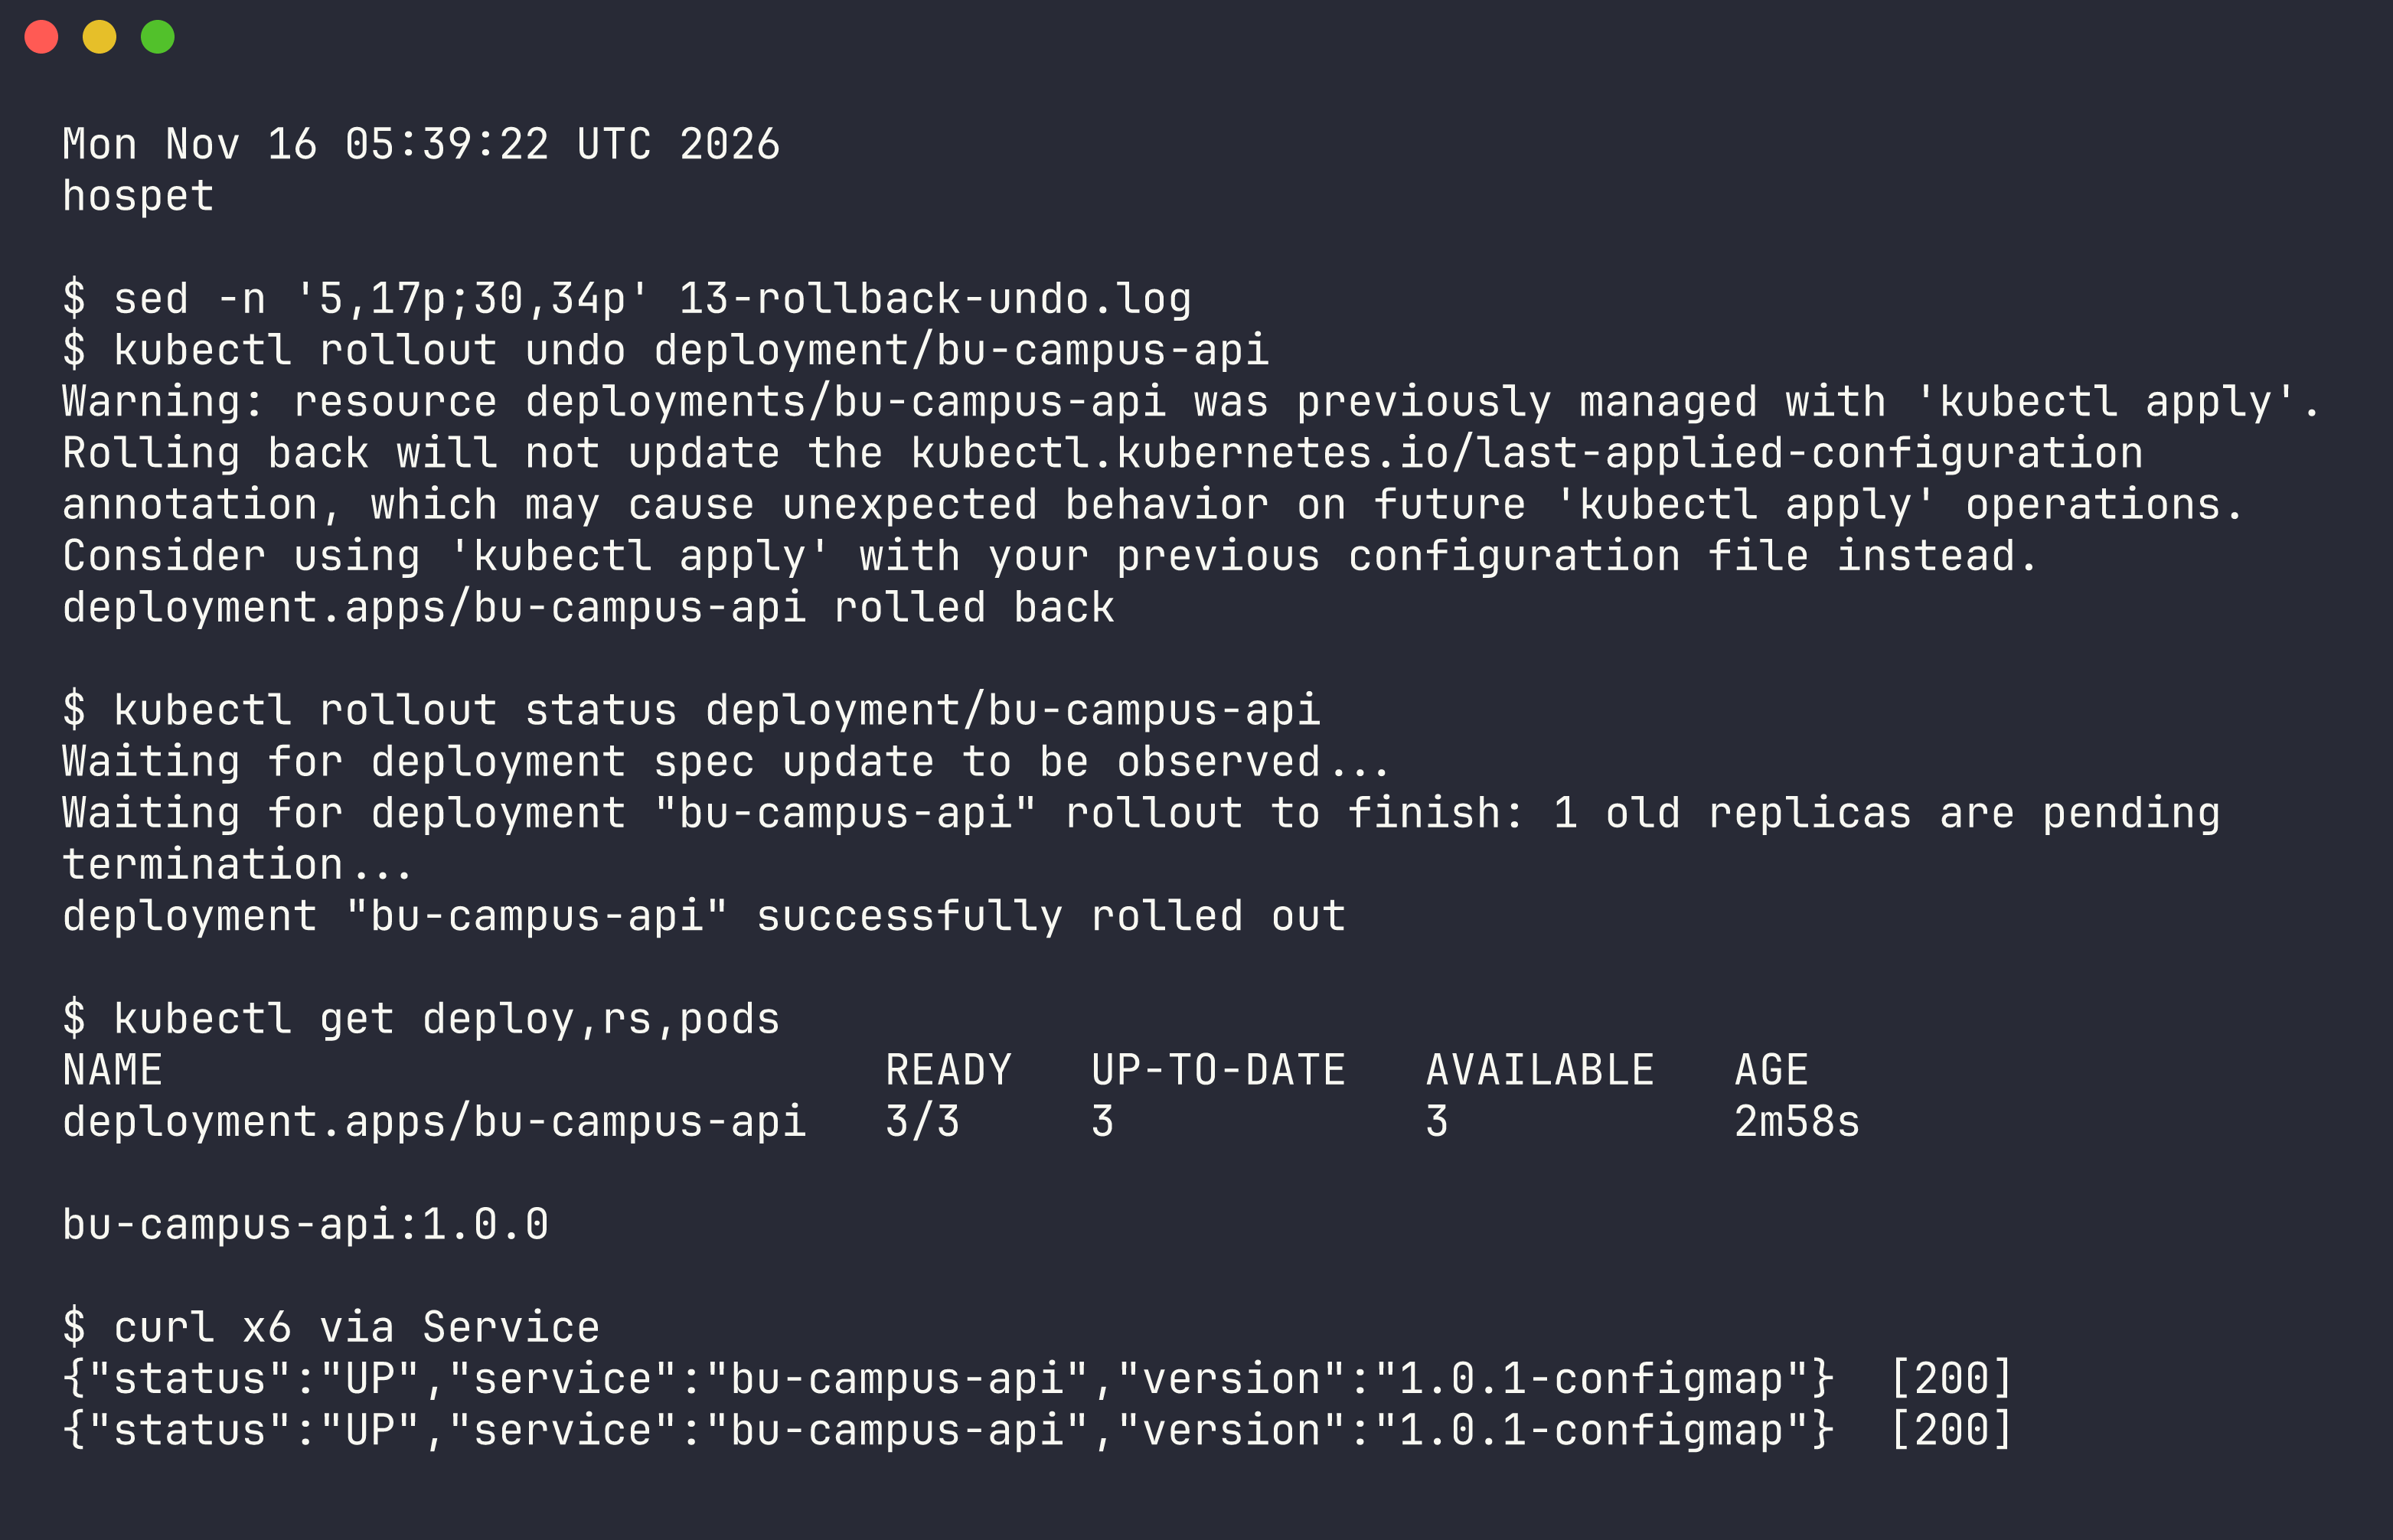 Mon Nov 16 05:39:22 UTC 2026
hospet
$ sed -n '5,17p;30,34p' 13-rollback-undo.log
$ kubectl rollout undo deployment/bu-campus-api
Warning: resource deployments/bu-campus-api was previously managed with 'kubectl apply'.
Rolling back will not update the kubectl.kubernetes.io/last-applied-configuration
annotation, which may cause unexpected behavior on future 'kubectl apply' operations.
Consider using 'kubectl apply' with your previous configuration file instead.
deployment.apps/bu-campus-api rolled back
$ kubectl rollout status deployment/bu-campus-api
Waiting for deployment spec update to be observed...
Waiting for deployment "bu-campus-api" rollout to finish: 1 old replicas are pending
termination...
deployment "bu-campus-api" successfully rolled out
$ kubectl get deploy,rs,pods
NAME                            READY   UP-TO-DATE   AVAILABLE   AGE
deployment.apps/bu-campus-api   3/3     3            3           2m58s
bu-campus-api:1.0.0
$ curl x6 via Service
{"status":"UP","service":"bu-campus-api","version":"1.0.1-configmap"}  [200]
{"status":"UP","service":"bu-campus-api","version":"1.0.1-configmap"}  [200]